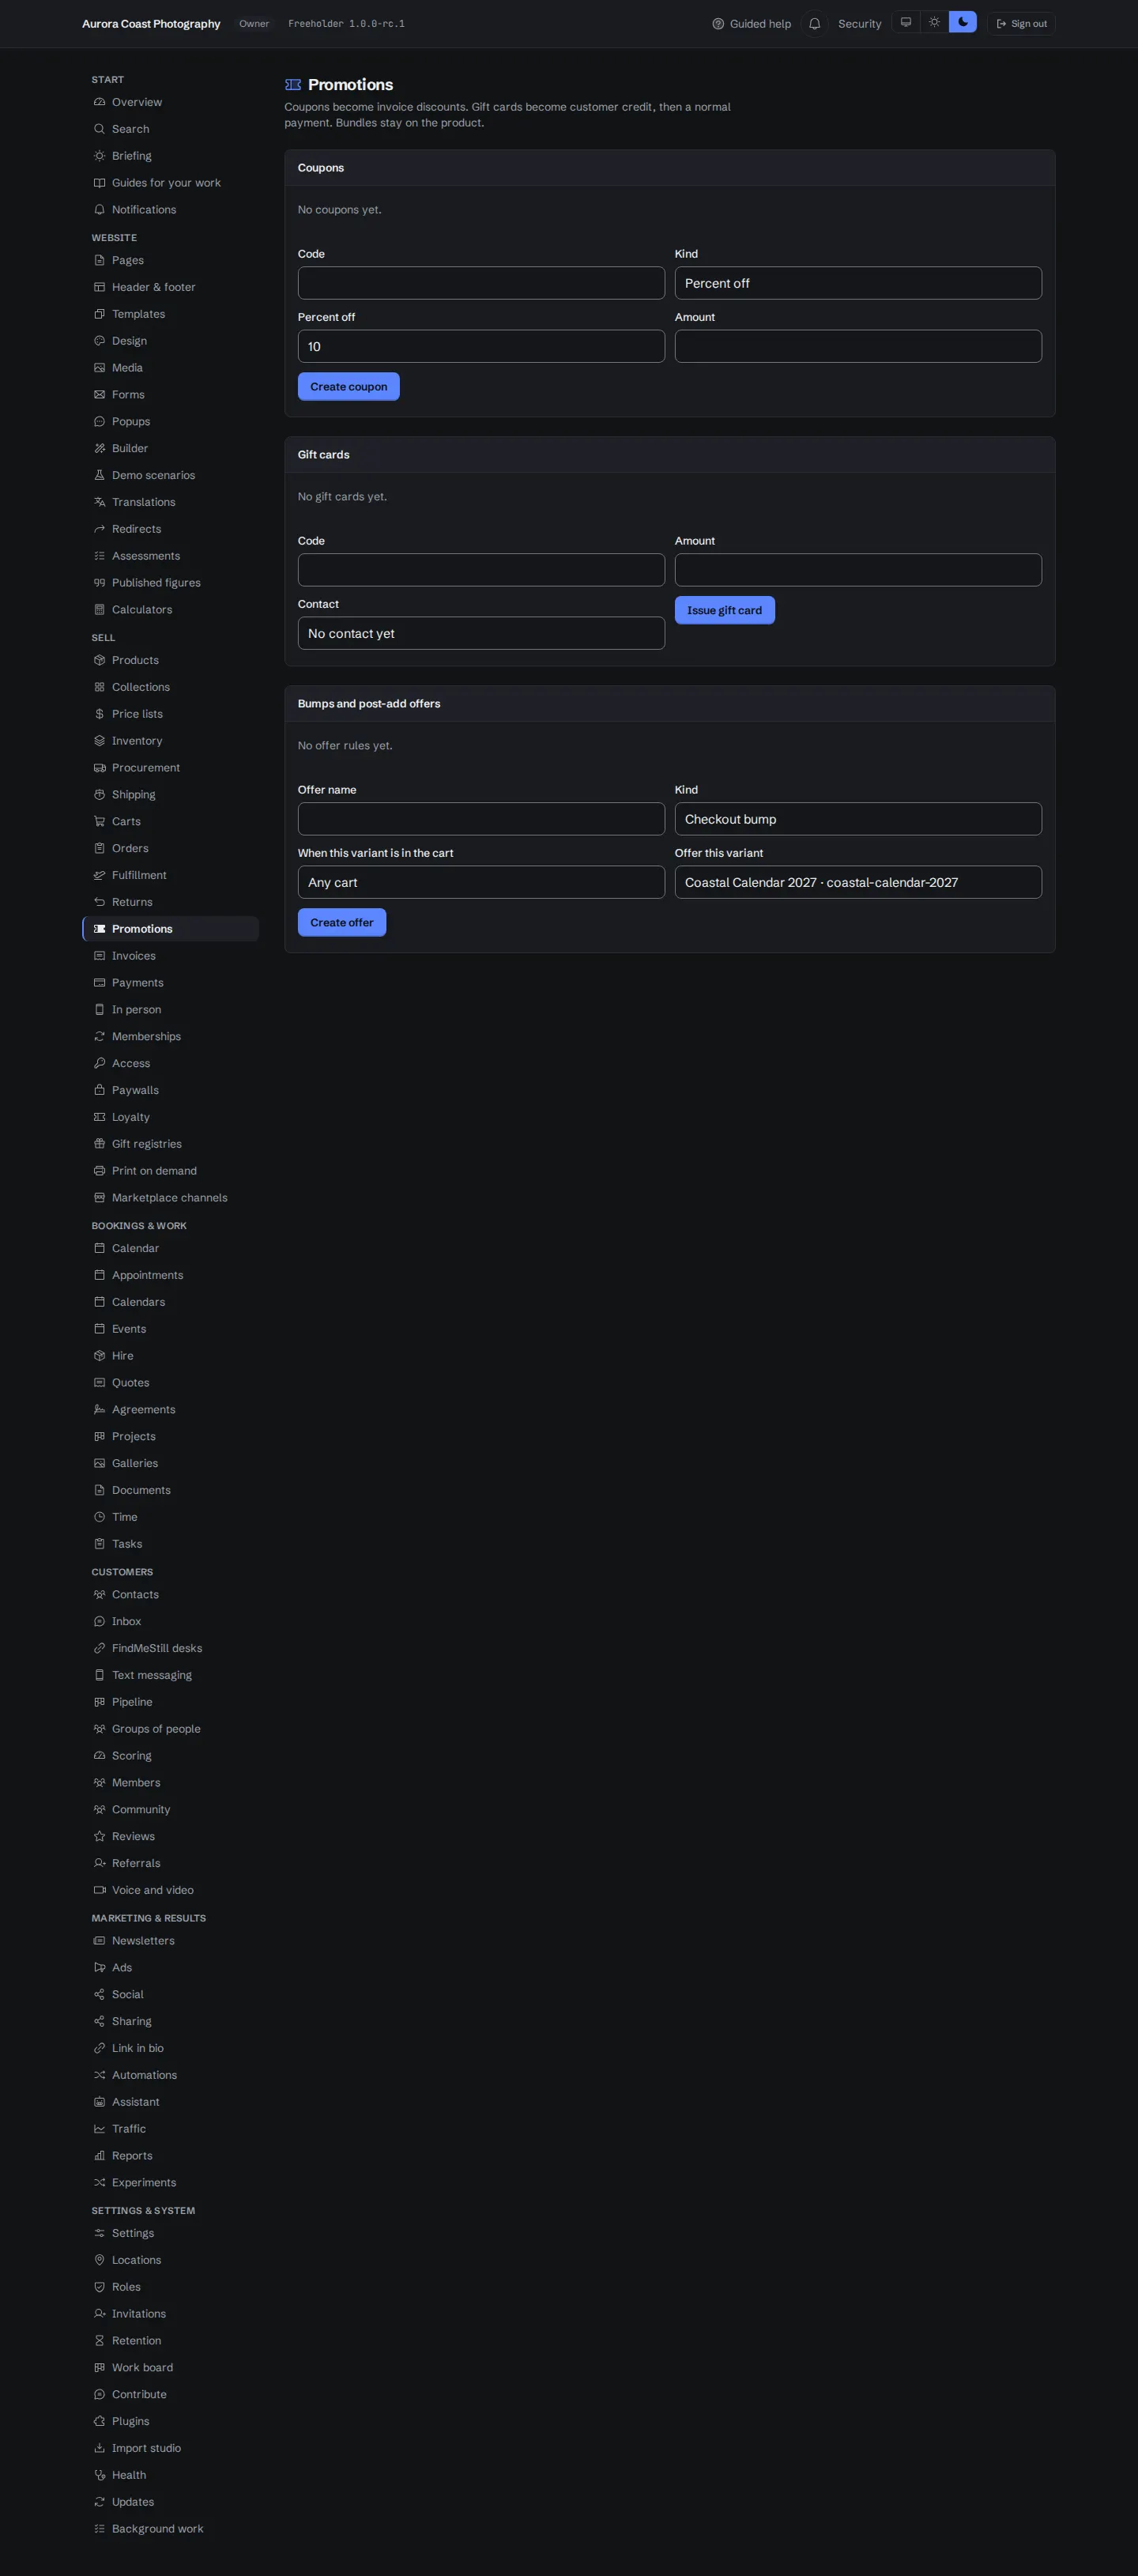 Aurora Coast Photography
Owner
Freeholder 1.0.0-rc.1
Guided help
Security
Sign out
START
Overview
Search
Briefing
Guides for your work
Notifications
WEBSITE
Pages
Header & footer
Templates
Design
Media
Forms
Popups
Builder
Demo scenarios
Translations
Redirects
Assessments
Published figures
Calculators
SELL
Products
Collections
Price lists
Inventory
Procurement
Shipping
Carts
Orders
Fulfillment
Returns
Promotions
Invoices
Payments
In person
Memberships
Access
Paywalls
Loyalty
Gift registries
Print on demand
Marketplace channels
BOOKINGS & WORK
Calendar
Appointments
Calendars
Events
Hire
Quotes
Agreements
Projects
Galleries
Documents
Time
Tasks
CUSTOMERS
Contacts
Inbox
FindMeStill desks
Text messaging
Pipeline
Groups of people
Scoring
Members
Community
Reviews
Referrals
Voice and video
MARKETING & RESULTS
Newsletters
Ads
Social
Sharing
Link in bio
Automations
Assistant
Traffic
Reports
Experiments
SETTINGS & SYSTEM
Settings
Locations
Roles
Invitations
Retention
Work board
Contribute
Plugins
Import studio
Health
Updates
Background work
Promotions
Coupons become invoice discounts. Gift cards become customer credit, then a normal
payment. Bundles stay on the product.
Coupons
No coupons yet.
Code
Kind
Percent off
Percent off
Amount
10
Create coupon
Gift cards
No gift cards yet.
Code
Amount
Contact
Issue gift card
No contact yet
Bumps and post-add offers
No offer rules yet.
Offer name
Kind
Checkout bump
When this variant is in the cart
Offer this variant
Any cart
Coastal Calendar 2027 · coastal-calendar-2027
Create offer